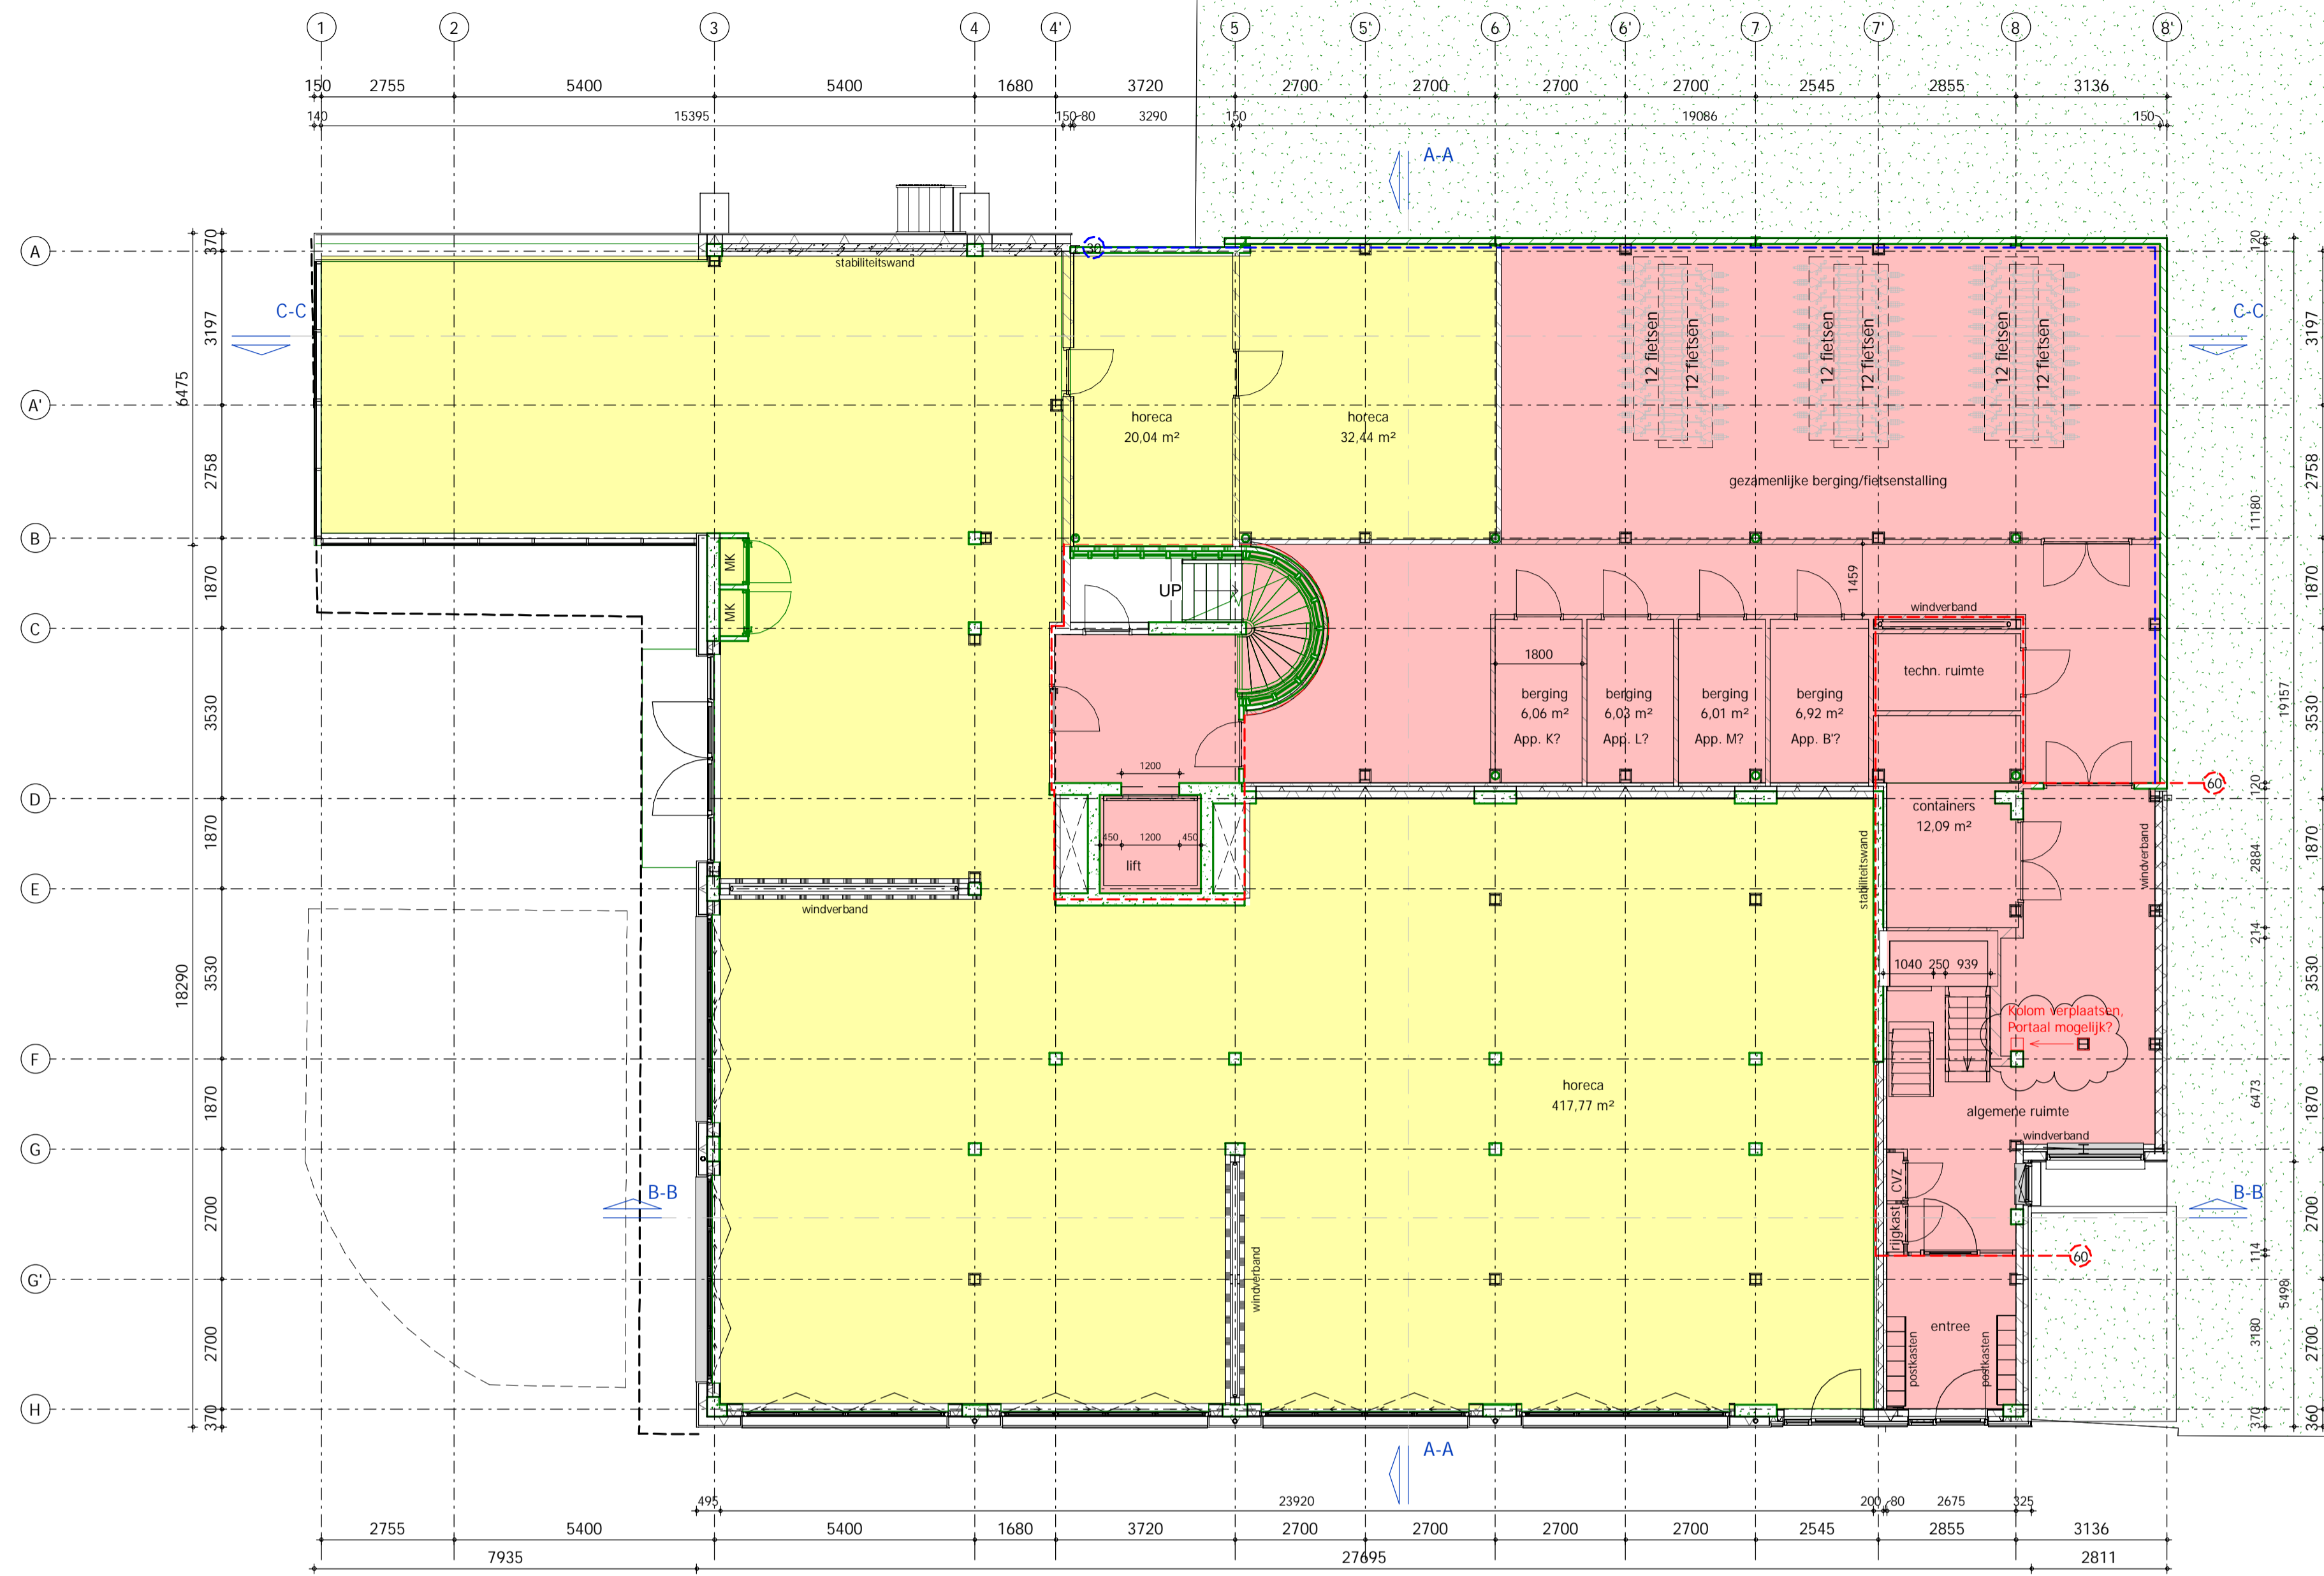 1 2 3 4 4' 5 5' 6 6' 7 7' 8 8'
150 2755 5400 5400 1680 3720 2700 2700 2700 2700 2545 2855 3136
140 15395 150 80 3290 150 19086 150
A-A
A
370
30
120
stabiliteitswand
C-C
C-C
3197
3197
12 fietsen
12 fietsen
12 fietsen
12 fietsen
12 fietsen
12 fietsen
6475
A'
horeca
20,04 m²
horeca
32,44 m²
2758
2758
gezamenlijke berging/fietsenstalling
11180
B
MK
MK
1870
1870
UP
1459
windverband
C
1800
techn. ruimte
berging
6,06 m²
App. K?
berging
6,03 m²
App. L?
berging
6,01 m²
App. M?
berging
6,92 m²
App. B'?
3530
3530
19157
1200
60
120
D
containers
12,09 m²
450 1200 450
lift
1870
1870
stabiliteitswand
windverband
2884
E
windverband
214
1040 250 939
18290
3530
3530
Kolom verplaatsen,
Portaal mogelijk?
F
horeca
417,77 m²
1870
1870
6473
algemene ruimte
windverband
G
CVZ
rijgkast
B-B
B-B
2700
2700
60
114
windverband
G'
5498
entree
postkasten
postkasten
2700
2700
3180
H
370
370
360
A-A
495 23920 200 80 2675 325
2755 5400 5400 1680 3720 2700 2700 2700 2700 2545 2855 3136
7935 27695 2811